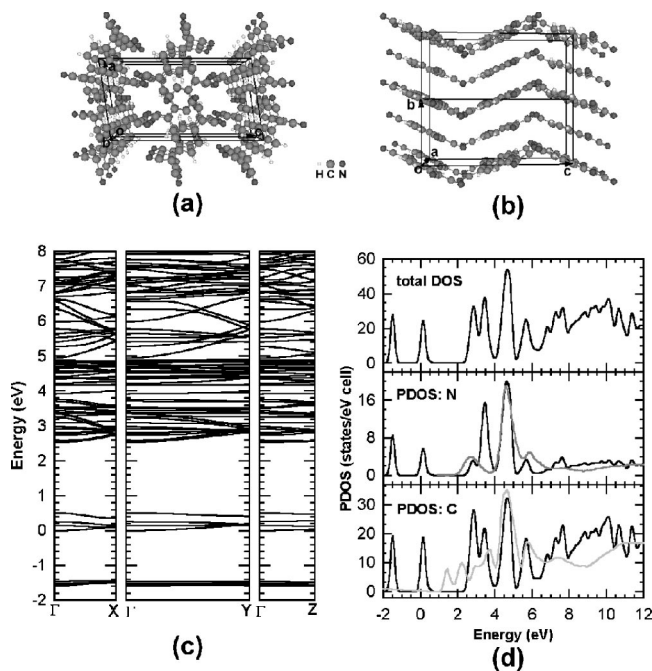 a
o
c
H C N
b
a
o
c
(a)
(b)
Energy (eV)
8
7
6
5
4
3
2
1
0
-1
-2
Γ X Γ Y Γ Z
(c)
PDOS (states/eV cell)
60
40
20
0
total DOS
16
8
0
PDOS: N
30
20
10
0
PDOS: C
-2 0 2 4 6 8 10 12
Energy (eV)
(d)